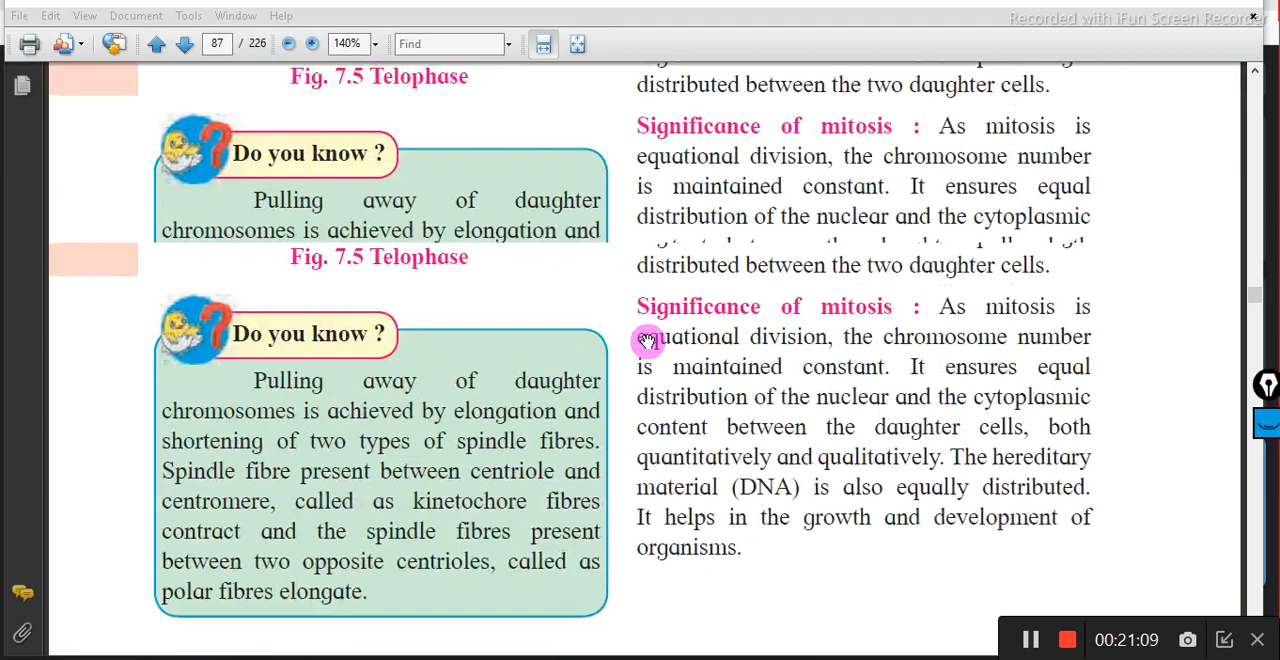 File Edit View Document Tools Window Help
Recorded with iFun Screen Recorder
87 / 226 140% Find
Fig. 7.5 Telophase
Do you know ?
Pulling away of daughter
chromosomes is achieved by elongation and
distributed between the two daughter cells.
Significance of mitosis : As mitosis is
equational division, the chromosome number
is maintained constant. It ensures equal
distribution of the nuclear and the cytoplasmic
Fig. 7.5 Telophase
Do you know ?
Pulling away of daughter
chromosomes is achieved by elongation and
shortening of two types of spindle fibres.
Spindle fibre present between centriole and
centromere, called as kinetochore fibres
contract and the spindle fibres present
between two opposite centrioles, called as
polar fibres elongate.
distributed between the two daughter cells.
Significance of mitosis : As mitosis is
equational division, the chromosome number
is maintained constant. It ensures equal
distribution of the nuclear and the cytoplasmic
content between the daughter cells, both
quantitatively and qualitatively. The hereditary
material (DNA) is also equally distributed.
It helps in the growth and development of
organisms.
00:21:09